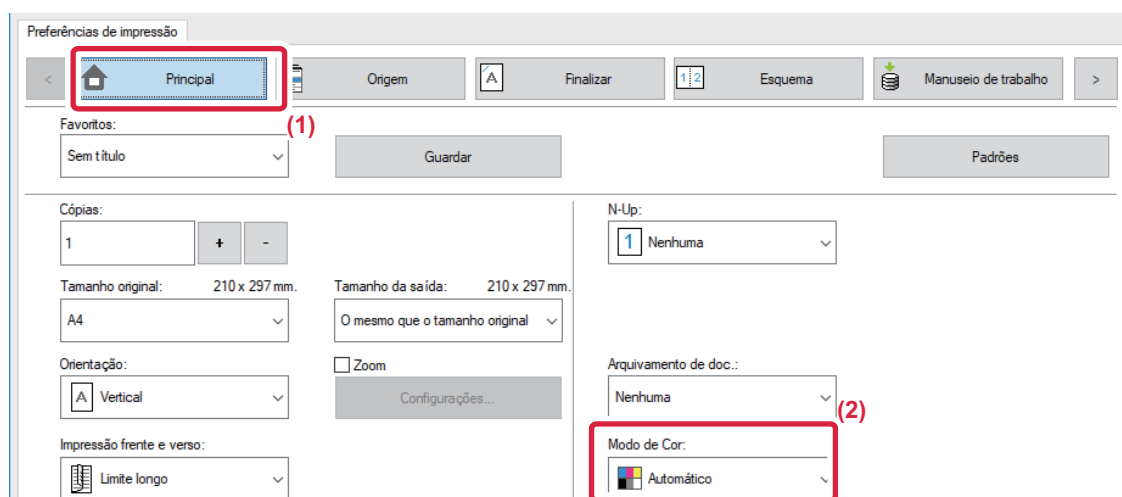 Preferências de impressão
< Principal Origem Finalizar Esquema Manuseio de trabalho >
(1)
Favoritos:
Sem título Guardar Padrões
Cópias: N-Up:
1 + - 1 Nenhuma
Tamanho original: 210 x 297 mm. Tamanho da saída: 210 x 297 mm.
A4 O mesmo que o tamanho original
Orientação: Zoom Arquivamento de doc.:
A Vertical Configurações... Nenhuma
(2)
Impressão frente e verso: Modo de Cor:
Limite longo Automático